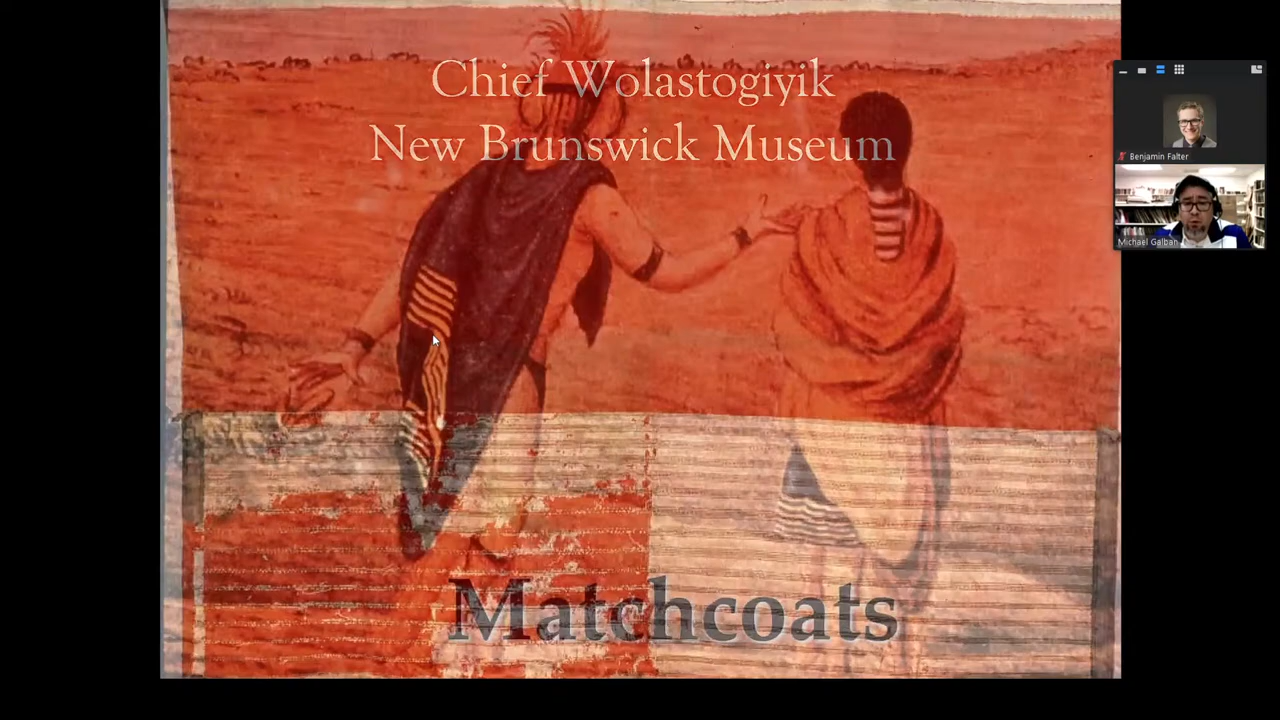 Chief Wolastogiyik
New Brunswick Museum
Matchcoats
Benjamin Falter
Michael Galban